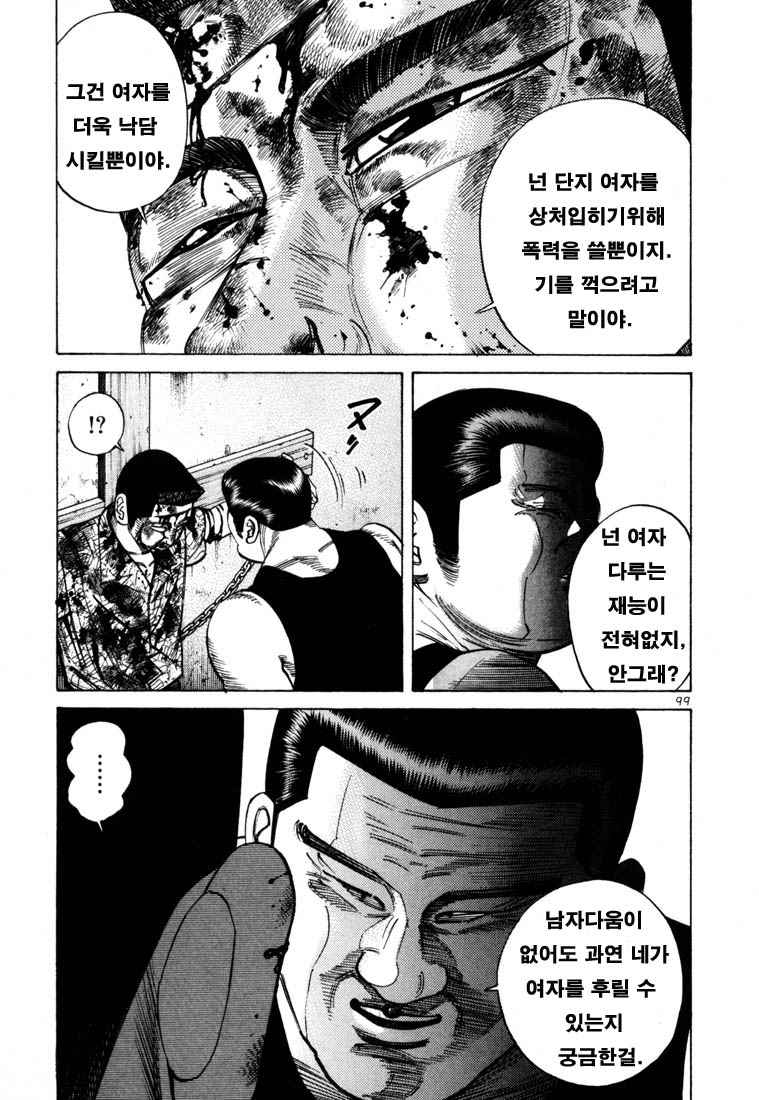 넌 단지 여자를
상처입히기위해
폭력을 쓸뿐이지.
기를 꺽으려고
말이야.
그건 여자를
더욱 낙담
시킬뿐이야.
넌 여자
다루는
재능이
전혀없지,
안그래?
ヌッ
!?
99
남자다움이
없어도 과연 네가
여자를 후릴 수
있는지
궁금한걸.
……